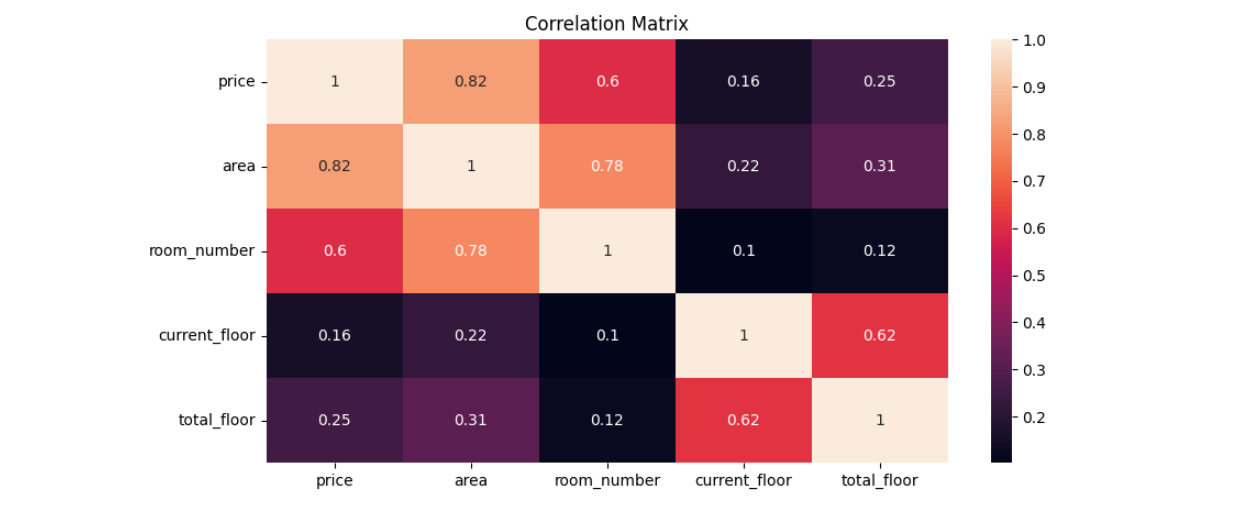 Correlation Matrix
price 1 0.82 0.6 0.16 0.25
area 0.82 1 0.78 0.22 0.31
room_number 0.6 0.78 1 0.1 0.12
current_floor 0.16 0.22 0.1 1 0.62
total_floor 0.25 0.31 0.12 0.62 1
price area room_number current_floor total_floor
1.0
0.9
0.8
0.7
0.6
0.5
0.4
0.3
0.2